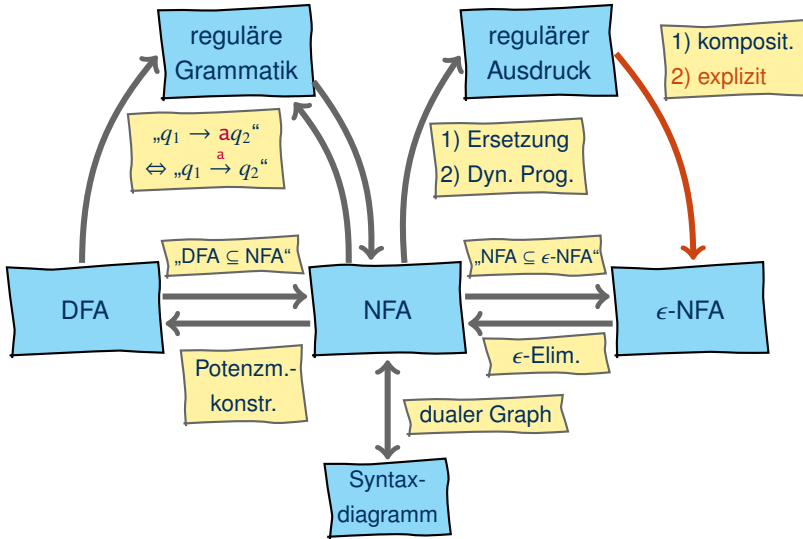 reguläre
Grammatik
regulärer
Ausdruck
1) komposit.
2) explizit
„q₁ → aq₂“
⇔ „q₁ →ᵃ q₂“
1) Ersetzung
2) Dyn. Prog.
„DFA ⊆ NFA“
„NFA ⊆ ϵ-NFA“
DFA
NFA
ϵ-NFA
Potenzm.-
konstr.
ϵ-Elim.
dualer Graph
Syntax-
diagramm